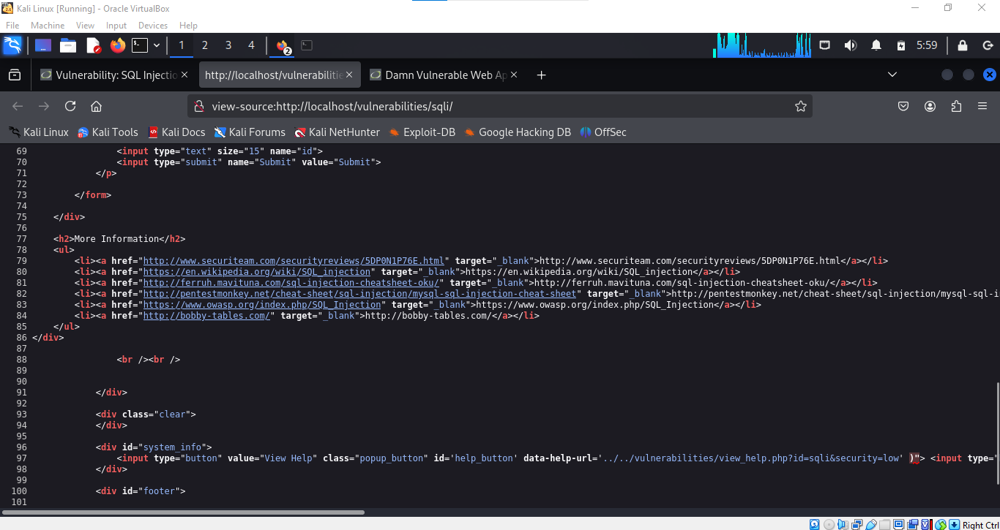 Kali Linux [Running] - Oracle VirtualBox
File Machine View Input Devices Help
1 2 3 4 2 5:59
Vulnerability: SQL Injectio http://localhost/vulnerabilitie Damn Vulnerable Web Ap
view-source:http://localhost/vulnerabilities/sqli/
Kali Linux Kali Tools Kali Docs Kali Forums Kali NetHunter Exploit-DB Google Hacking DB OffSec
69 <input type="text" size="15" name="id">
70 <input type="submit" name="Submit" value="Submit">
71 </p>
72
73 </form>
74
75 </div>
76
77 <h2>More Information</h2>
78 <ul>
79 <li><a href="http://www.securiteam.com/securityreviews/5DP0N1P76E.html" target="_blank">http://www.securiteam.com/securityreviews/5DP0N1P76E.html</a></li>
80 <li><a href="https://en.wikipedia.org/wiki/SQL_injection" target="_blank">https://en.wikipedia.org/wiki/SQL_injection</a></li>
81 <li><a href="http://ferruh.mavituna.com/sql-injection-cheatsheet-oku/" target="_blank">http://ferruh.mavituna.com/sql-injection-cheatsheet-oku/</a></li>
82 <li><a href="http://pentestmonkey.net/cheat-sheet/sql-injection/mysql-sql-injection-cheat-sheet" target="_blank">http://pentestmonkey.net/cheat-sheet/sql-injection/mysql-sql-i
83 <li><a href="https://www.owasp.org/index.php/SQL_Injection" target="_blank">https://www.owasp.org/index.php/SQL_Injection</a></li>
84 <li><a href="http://bobby-tables.com/" target="_blank">http://bobby-tables.com/</a></li>
85 </ul>
86 </div>
87
88 <br /><br />
89
90
91 </div>
92
93 <div class="clear">
94 </div>
95
96 <div id="system_info">
97 <input type="button" value="View Help" class="popup_button" id='help_button' data-help-url='../../vulnerabilities/view_help.php?id=sqli&security=low' )"> <input type="
98 </div>
99
100 <div id="footer">
101
Right Ctrl